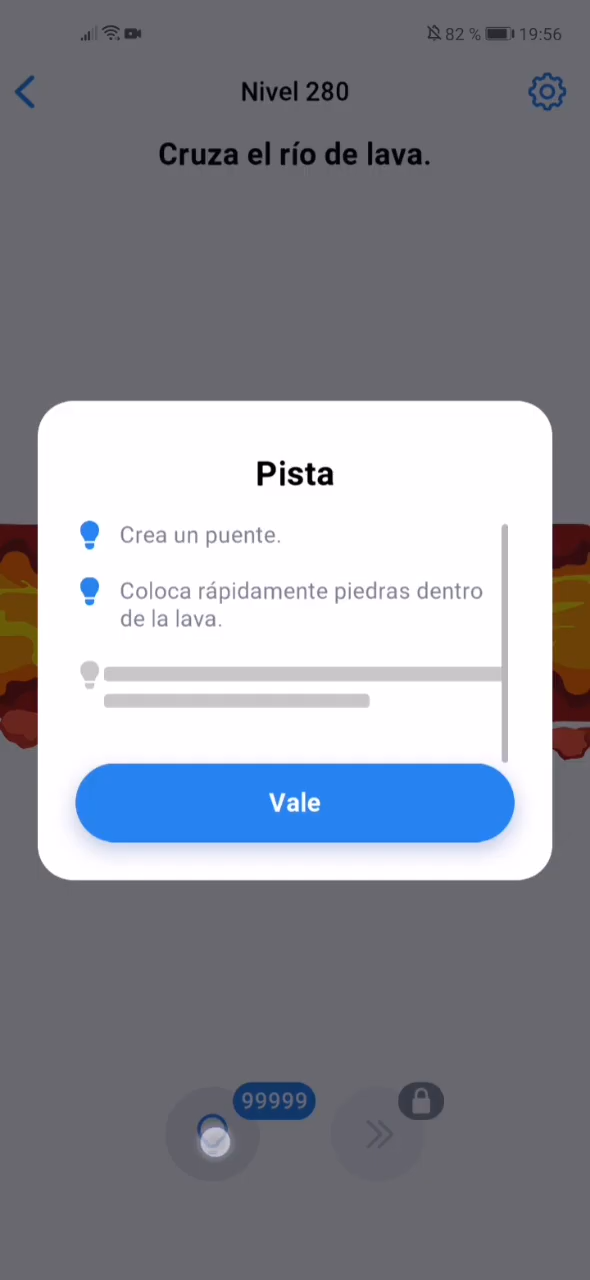 82 % 19:56
Nivel 280
Cruza el río de lava.
Pista
Crea un puente.
Coloca rápidamente piedras dentro
de la lava.
Vale
99999